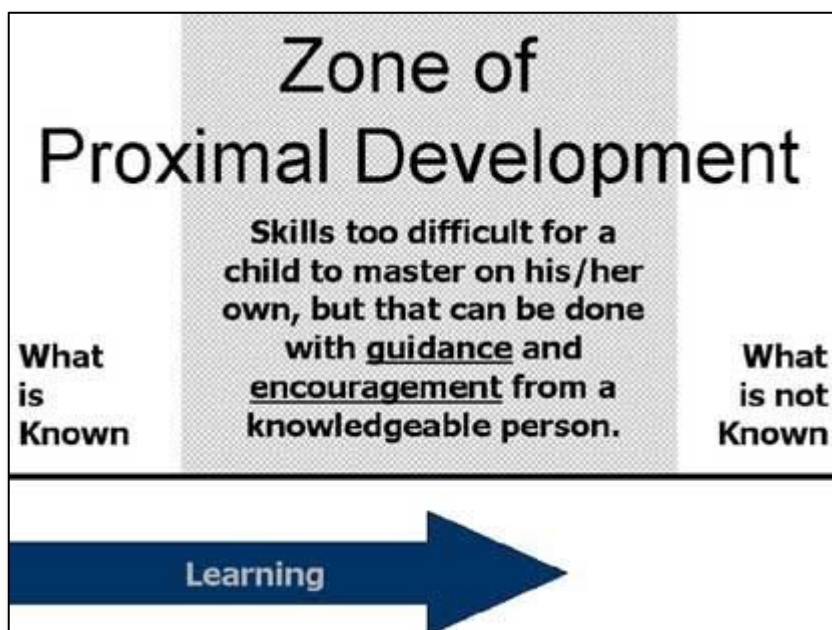 Zone of
Proximal Development
Skills too difficult for a
child to master on his/her
own, but that can be done
with guidance and
encouragement from a
knowledgeable person.
What
is
Known
What
is not
Known
Learning